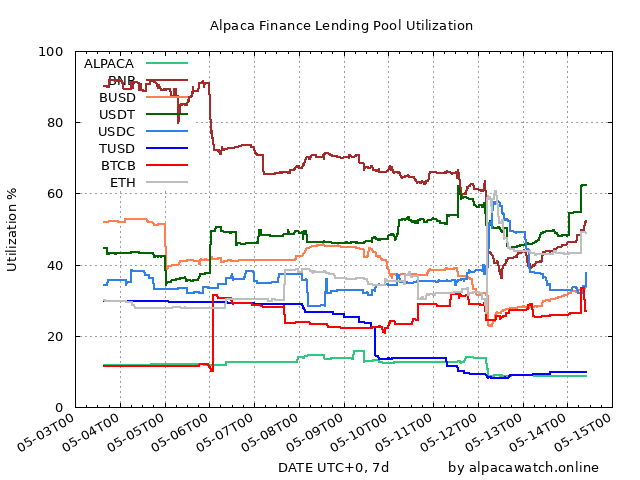 Alpaca Finance Lending Pool Utilization
Utilization %
100
80
60
40
20
0
ALPACA
BNB
BUSD
USDT
USDC
TUSD
BTCB
ETH
05-03T00
05-04T00
05-05T00
05-06T00
05-07T00
05-08T00
05-09T00
05-10T00
05-11T00
05-12T00
05-13T00
05-14T00
05-15T00
DATE UTC+0, 7d
by alpacawatch.online